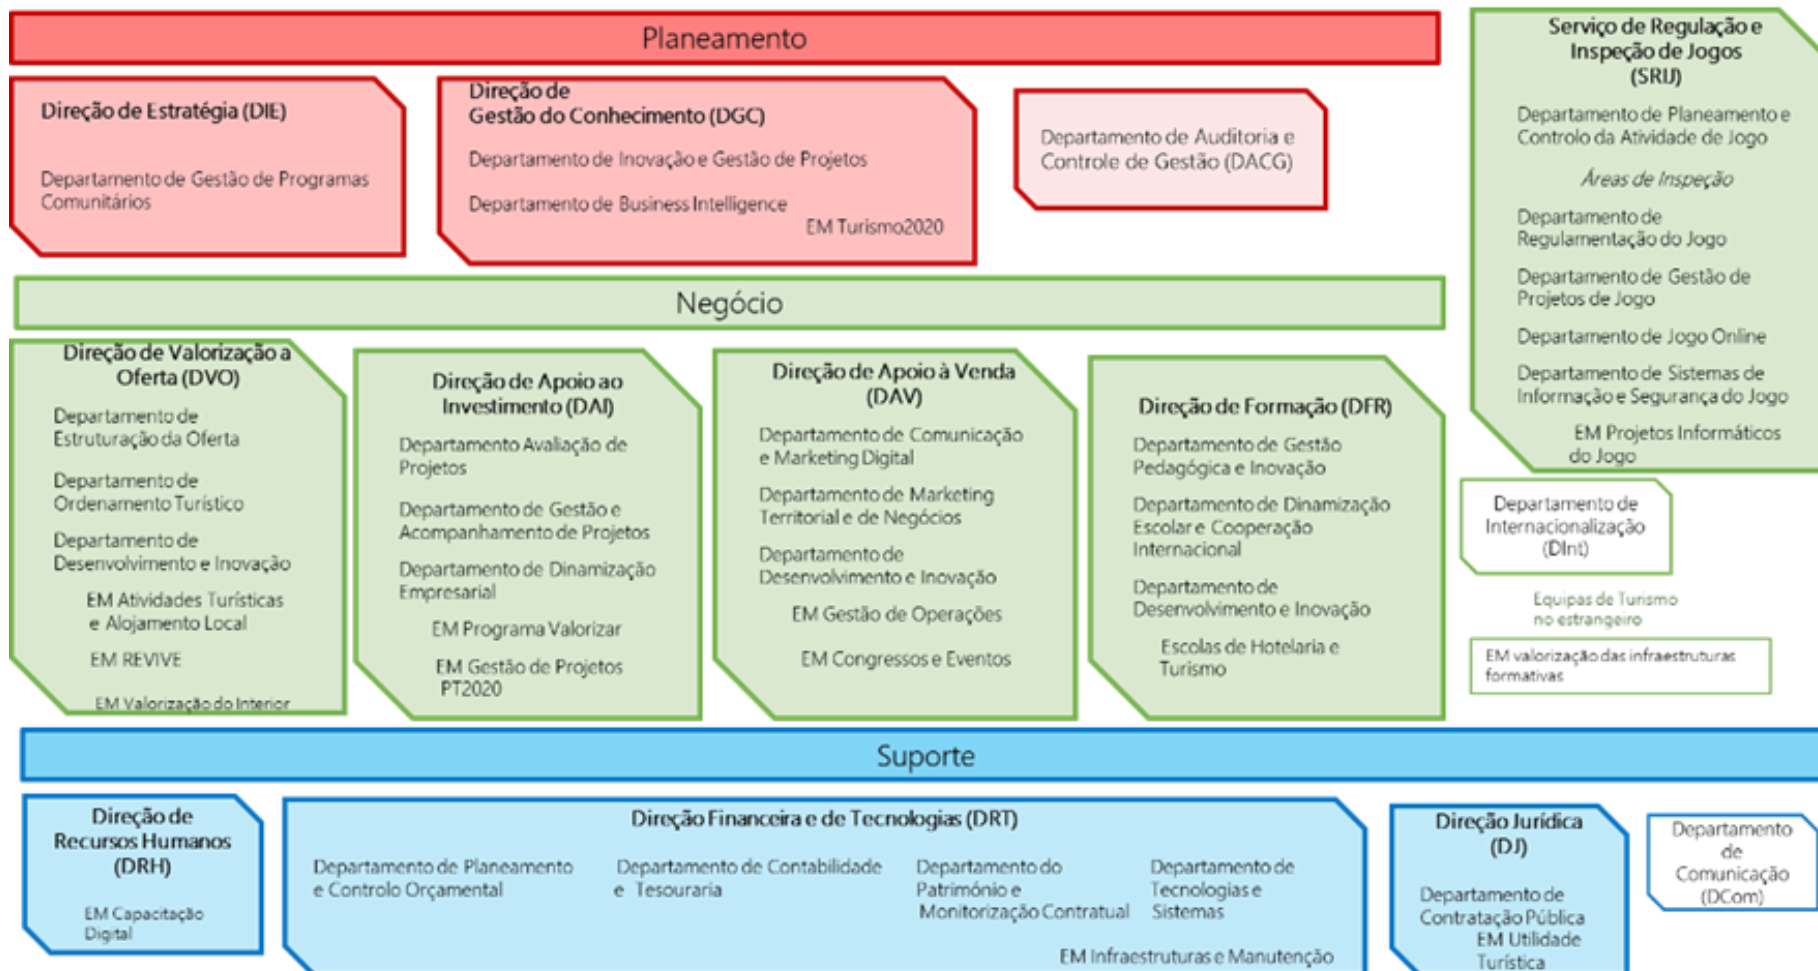 Planeamento
Direção de Estratégia (DIE)
Departamento de Gestão de Programas
Comunitários
Direção de
Gestão do Conhecimento (DGC)
Departamento de Inovação e Gestão de Projetos
Departamento de Business Intelligence
EM Turismo2020
Departamento de Auditoria e
Controle de Gestão (DACG)
Serviço de Regulação e
Inspeção de Jogos
(SRIJ)
Departamento de Planeamento e
Controlo da Atividade de Jogo
Áreas de Inspeção
Departamento de
Regulamentação do Jogo
Departamento de Gestão de
Projetos de Jogo
Departamento de Jogo Online
Departamento de Sistemas de
Informação e Segurança do Jogo
EM Projetos Informáticos
do Jogo
Negócio
Direção de Valorização a
Oferta (DVO)
Departamento de
Estruturação da Oferta
Departamento de
Ordenamento Turístico
Departamento de
Desenvolvimento e Inovação
EM Atividades Turísticas
e Alojamento Local
EM REVIVE
EM Valorização do Interior
Direção de Apoio ao
Investimento (DAI)
Departamento Avaliação de
Projetos
Departamento de Gestão e
Acompanhamento de Projetos
Departamento de Dinamização
Empresarial
EM Programa Valorizar
EM Gestão de Projetos
PT2020
Direção de Apoio à Venda
(DAV)
Departamento de Comunicação
e Marketing Digital
Departamento de Marketing
Territorial e de Negócios
Departamento de
Desenvolvimento e Inovação
EM Gestão de Operações
EM Congressos e Eventos
Direção de Formação (DFR)
Departamento de Gestão
Pedagógica e Inovação
Departamento de Dinamização
Escolar e Cooperação
Internacional
Departamento de
Desenvolvimento e Inovação
Escolas de Hotelaria e
Turismo
Departamento de
Internacionalização
(DInt)
Equipas de Turismo
no estrangeiro
EM valorização das infraestruturas
formativas
Suporte
Direção de
Recursos Humanos
(DRH)
EM Capacitação
Digital
Direção Financeira e de Tecnologias (DRT)
Departamento de Planeamento
e Controlo Orçamental
Departamento de Contabilidade
e Tesouraria
Departamento do
Património e
Monitorização Contratual
Departamento de
Tecnologias e
Sistemas
EM Infraestruturas e Manutenção
Direção Jurídica
(DJ)
Departamento de
Contratação Pública
EM Utilidade
Turística
Departamento
de
Comunicação
(DCom)